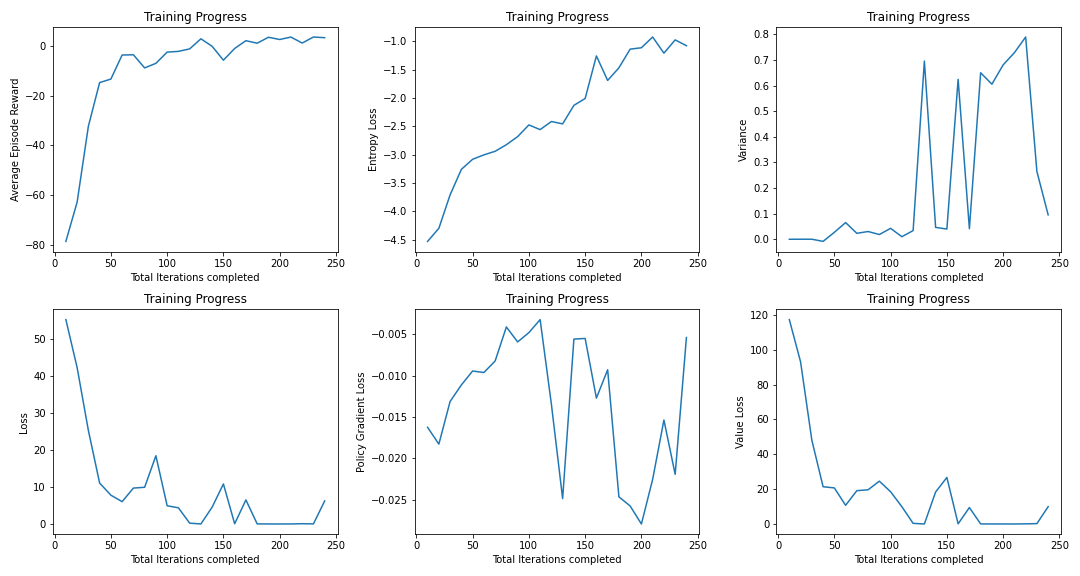 Training Progress
Average Episode Reward
0
−20
−40
−60
−80
0 50 100 150 200 250
Total Iterations completed
Training Progress
Entropy Loss
−1.0
−1.5
−2.0
−2.5
−3.0
−3.5
−4.0
−4.5
0 50 100 150 200 250
Total Iterations completed
Training Progress
Variance
0.8
0.7
0.6
0.5
0.4
0.3
0.2
0.1
0.0
0 50 100 150 200 250
Total Iterations completed
Training Progress
Loss
50
40
30
20
10
0
0 50 100 150 200 250
Total Iterations completed
Training Progress
Policy Gradient Loss
−0.005
−0.010
−0.015
−0.020
−0.025
0 50 100 150 200 250
Total Iterations completed
Training Progress
Value Loss
120
100
80
60
40
20
0
0 50 100 150 200 250
Total Iterations completed